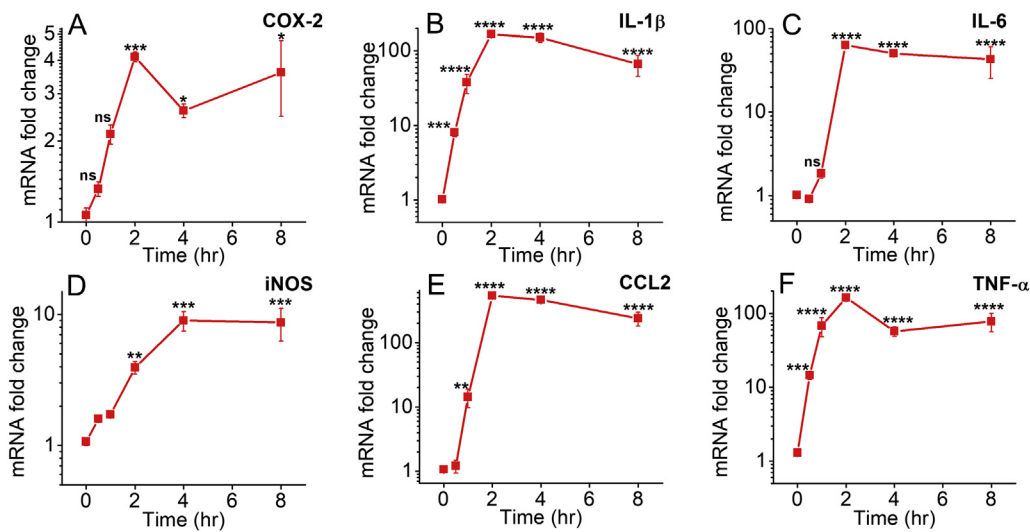 A COX-2
mRNA fold change
5
4
3
2
1
ns
ns
***
*
*
0 2 4 6 8
Time (hr)
B IL-1β
mRNA fold change
100
10
1
***
****
****
****
****
0 2 4 6 8
Time (hr)
C IL-6
mRNA fold change
100
10
1
ns
****
****
****
0 2 4 6 8
Time (hr)
D iNOS
mRNA fold change
10
1
**
***
***
0 2 4 6 8
Time (hr)
E CCL2
mRNA fold change
100
10
1
**
****
****
****
0 2 4 6 8
Time (hr)
F TNF-α
mRNA fold change
100
10
1
***
****
****
****
****
0 2 4 6 8
Time (hr)